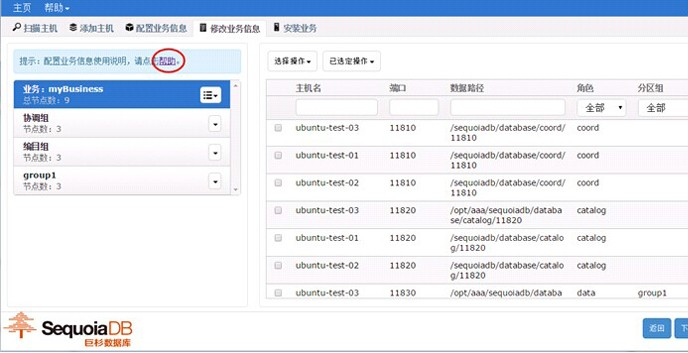 主页 帮助
扫描主机 添加主机 配置业务信息 修改业务信息 安装业务
提示: 配置业务信息使用说明, 请点击帮助。
业务: myBusiness
总节点数: 9
协调组
节点数: 3
编目组
节点数: 3
group1
节点数: 3
选择操作 已选定操作
主机名 端口 数据路径 角色 分区组
全部 全部
ubuntu-test-03 11810 /sequoiadb/database/coord/ coord
11810
ubuntu-test-01 11810 /sequoiadb/database/coord/ coord
11810
ubuntu-test-02 11810 /sequoiadb/database/coord/ coord
11810
ubuntu-test-03 11820 /opt/aaa/sequoiadb/databa catalog
se/catalog/11820
ubuntu-test-01 11820 /sequoiadb/database/catalo catalog
g/11820
ubuntu-test-02 11820 /sequoiadb/database/catalo catalog
g/11820
ubuntu-test-03 11830 /opt/aaa/sequoiadb/databa data group1
SequoiaDB
巨杉数据库
返回 下